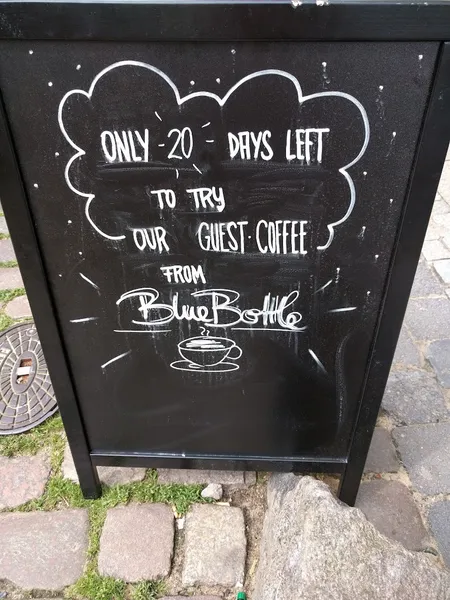 ONLY -20- DAYS LEFT
TO TRY
OUR GUEST·COFFEE
FROM
BlueBottle